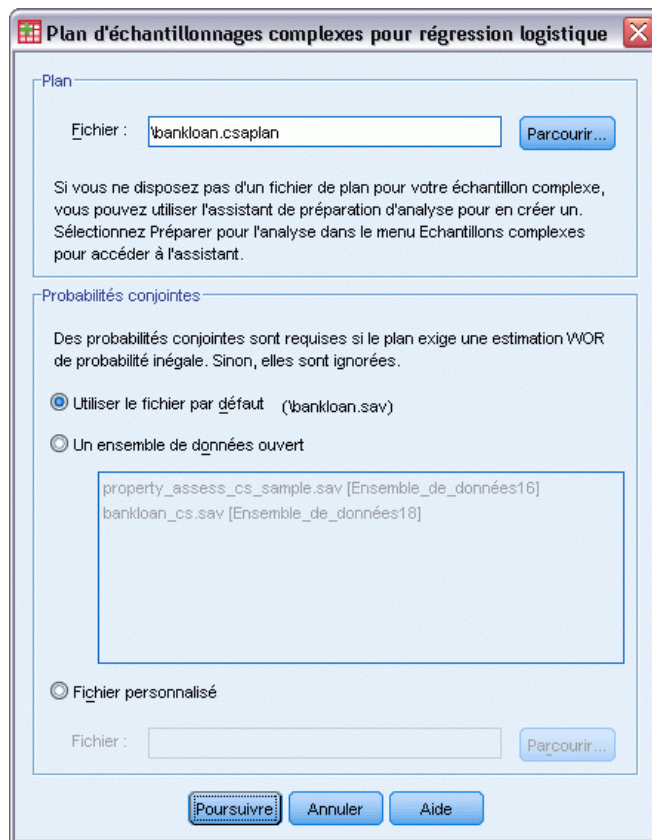 Plan d'échantillonnages complexes pour régression logistique
Plan
Fichier :
\bankloan.csaplan
Parcourir...
Si vous ne disposez pas d'un fichier de plan pour votre échantillon complexe,
vous pouvez utiliser l'assistant de préparation d'analyse pour en créer un.
Sélectionnez Préparer pour l'analyse dans le menu Echantillons complexes
pour accéder à l'assistant.
Probabilités conjointes
Des probabilités conjointes sont requises si le plan exige une estimation WOR
de probabilité inégale. Sinon, elles sont ignorées.
Utiliser le fichier par défaut (\bankloan.sav)
Un ensemble de données ouvert
property_assess_cs_sample.sav [Ensemble_de_données16]
bankloan_cs.sav [Ensemble_de_données18]
Fichier personnalisé
Fichier :
Parcourir...
Poursuivre
Annuler
Aide